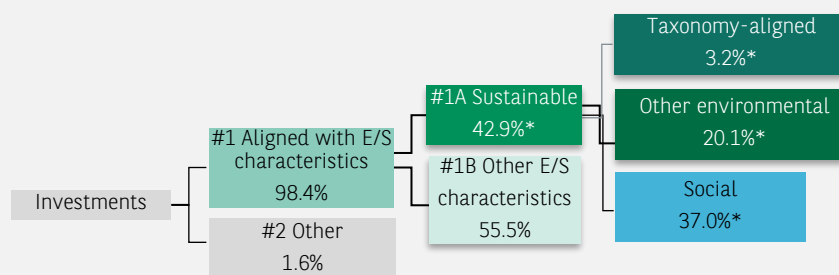 Investments
#1 Aligned with E/S
characteristics
98.4%
#2 Other
1.6%
#1A Sustainable
42.9%*
#1B Other E/S
characteristics
55.5%
Taxonomy-aligned
3.2%*
Other environmental
20.1%*
Social
37.0%*